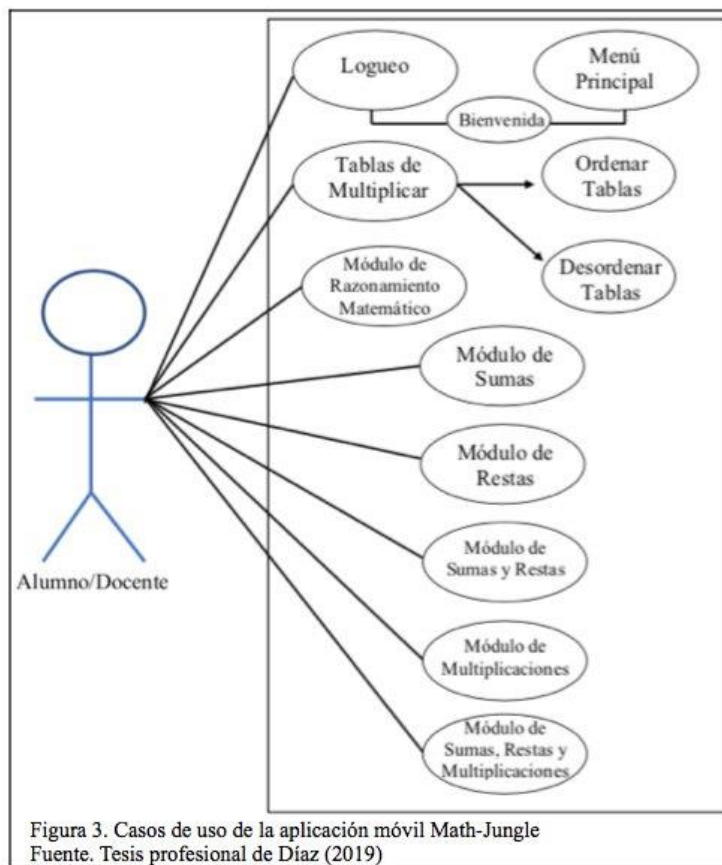 Logueo
Menú
Principal
Bienvenida
Tablas de
Multiplicar
Ordenar
Tablas
Desordenar
Tablas
Módulo de
Razonamiento
Matemático
Módulo de
Sumas
Módulo de
Restas
Módulo de
Sumas y Restas
Módulo de
Multiplicaciones
Módulo de
Sumas, Restas y
Multiplicaciones
Alumno/Docente
Figura 3. Casos de uso de la aplicación móvil Math-Jungle
Fuente. Tesis profesional de Díaz (2019)